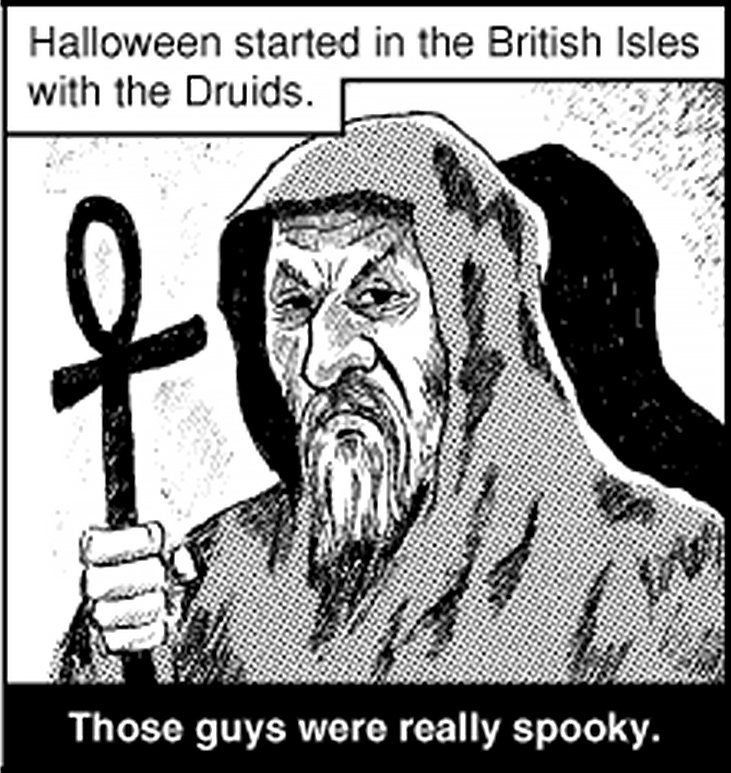 Halloween started in the British Isles
with the Druids.
Those guys were really spooky.